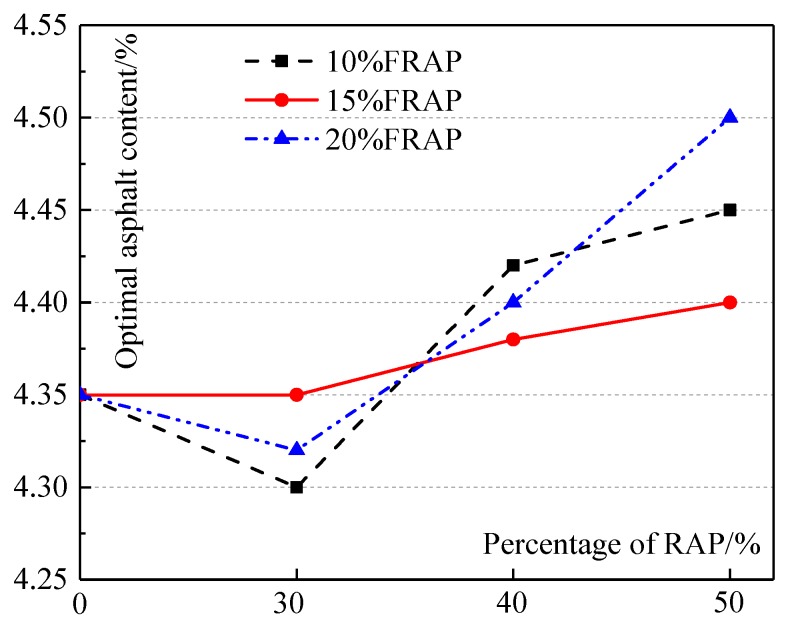 4.55
4.50
4.45
4.40
4.35
4.30
4.25
Optimal asphalt content/%
10%FRAP
15%FRAP
20%FRAP
Percentage of RAP/%
0
30
40
50